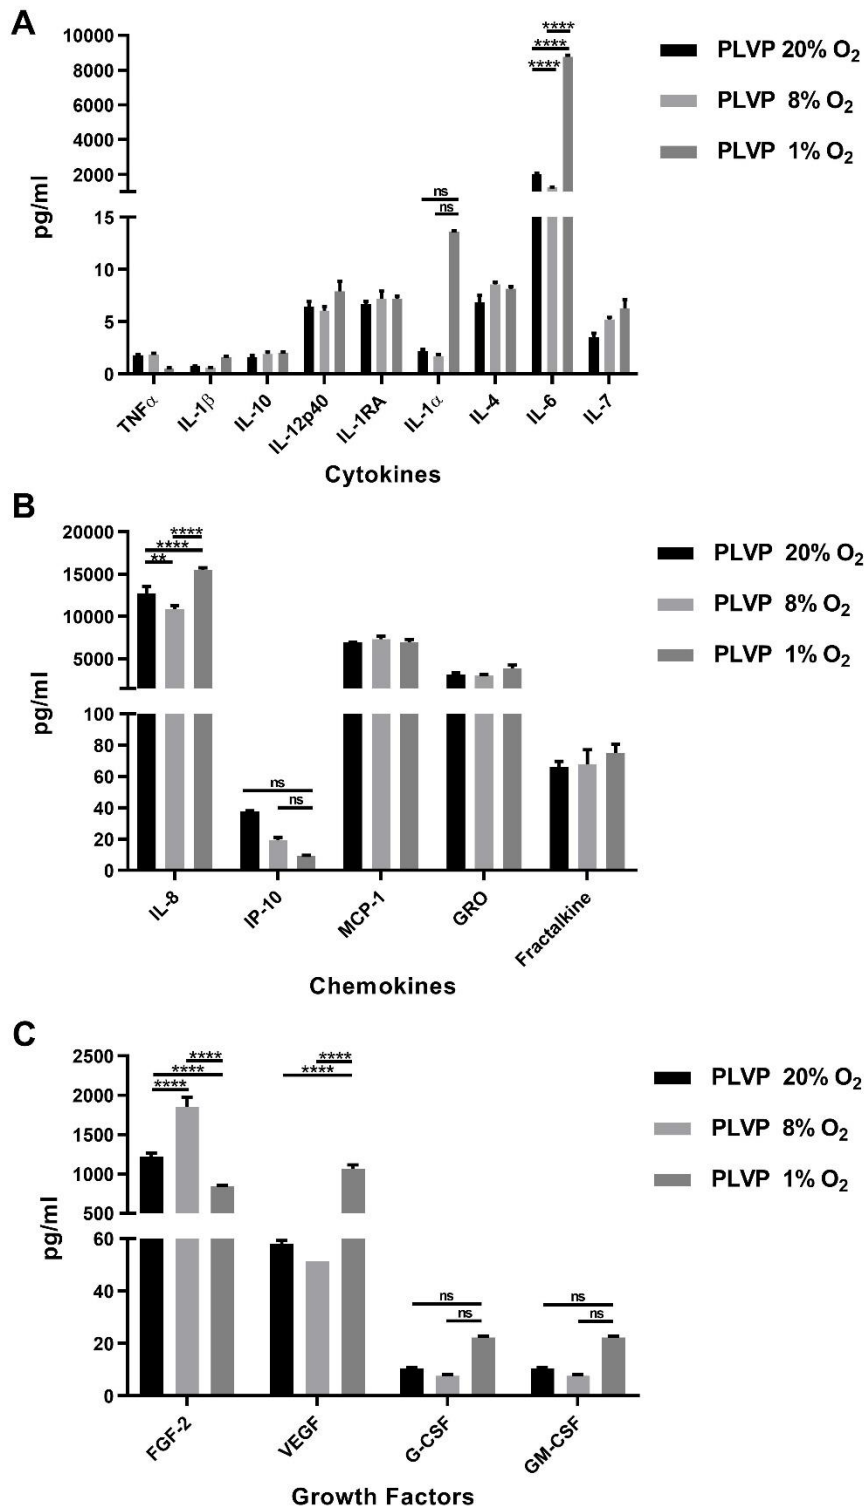 A
10000
8000
6000
4000
2000
15
10
5
0
pg/ml
ns
ns
****
****
****
TNFα
IL-1β
IL-10
IL-12p40
IL-1RA
IL-1α
IL-4
IL-6
IL-7
Cytokines
PLVP 20% O₂
PLVP 8% O₂
PLVP 1% O₂
B
20000
15000
10000
5000
100
80
60
40
20
0
pg/ml
****
****
**
ns
ns
IL-8
IP-10
MCP-1
GRO
Fractalkine
Chemokines
PLVP 20% O₂
PLVP 8% O₂
PLVP 1% O₂
C
2500
2000
1500
1000
500
60
40
20
0
pg/ml
****
****
****
****
****
ns
ns
ns
ns
FGF-2
VEGF
G-CSF
GM-CSF
Growth Factors
PLVP 20% O₂
PLVP 8% O₂
PLVP 1% O₂